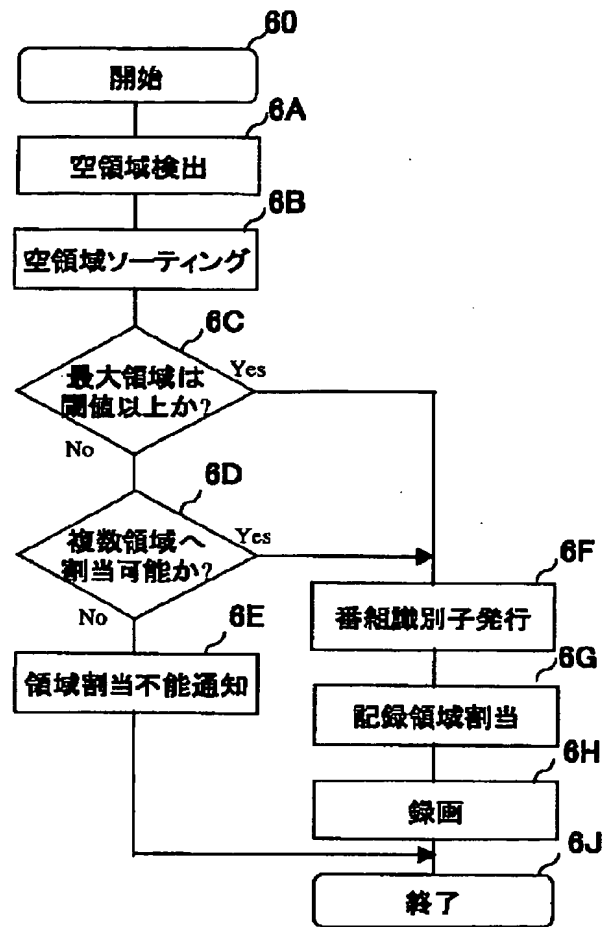 60
開始
6A
空領域検出
6B
空領域ソーティング
6C
最大領域は
閾値以上か?
Yes
No
6D
複数領域へ
割当可能か?
Yes
No
6E
領域割当不能通知
6F
番組識別子発行
6G
記録領域割当
6H
録画
6J
終了